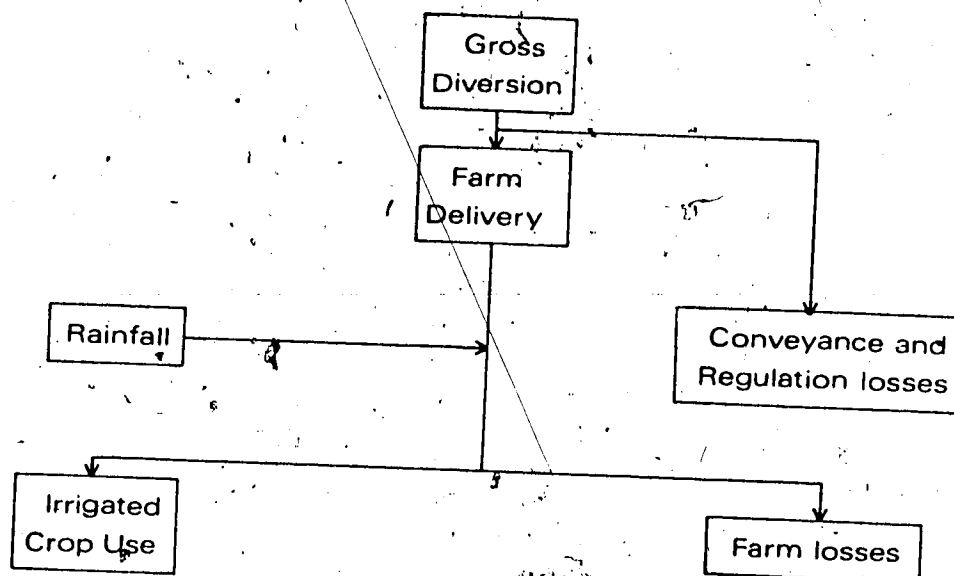 Gross
Diversion
Farm
Delivery
Rainfall
Conveyance and
Regulation losses
Irrigated
Crop Use
Farm losses